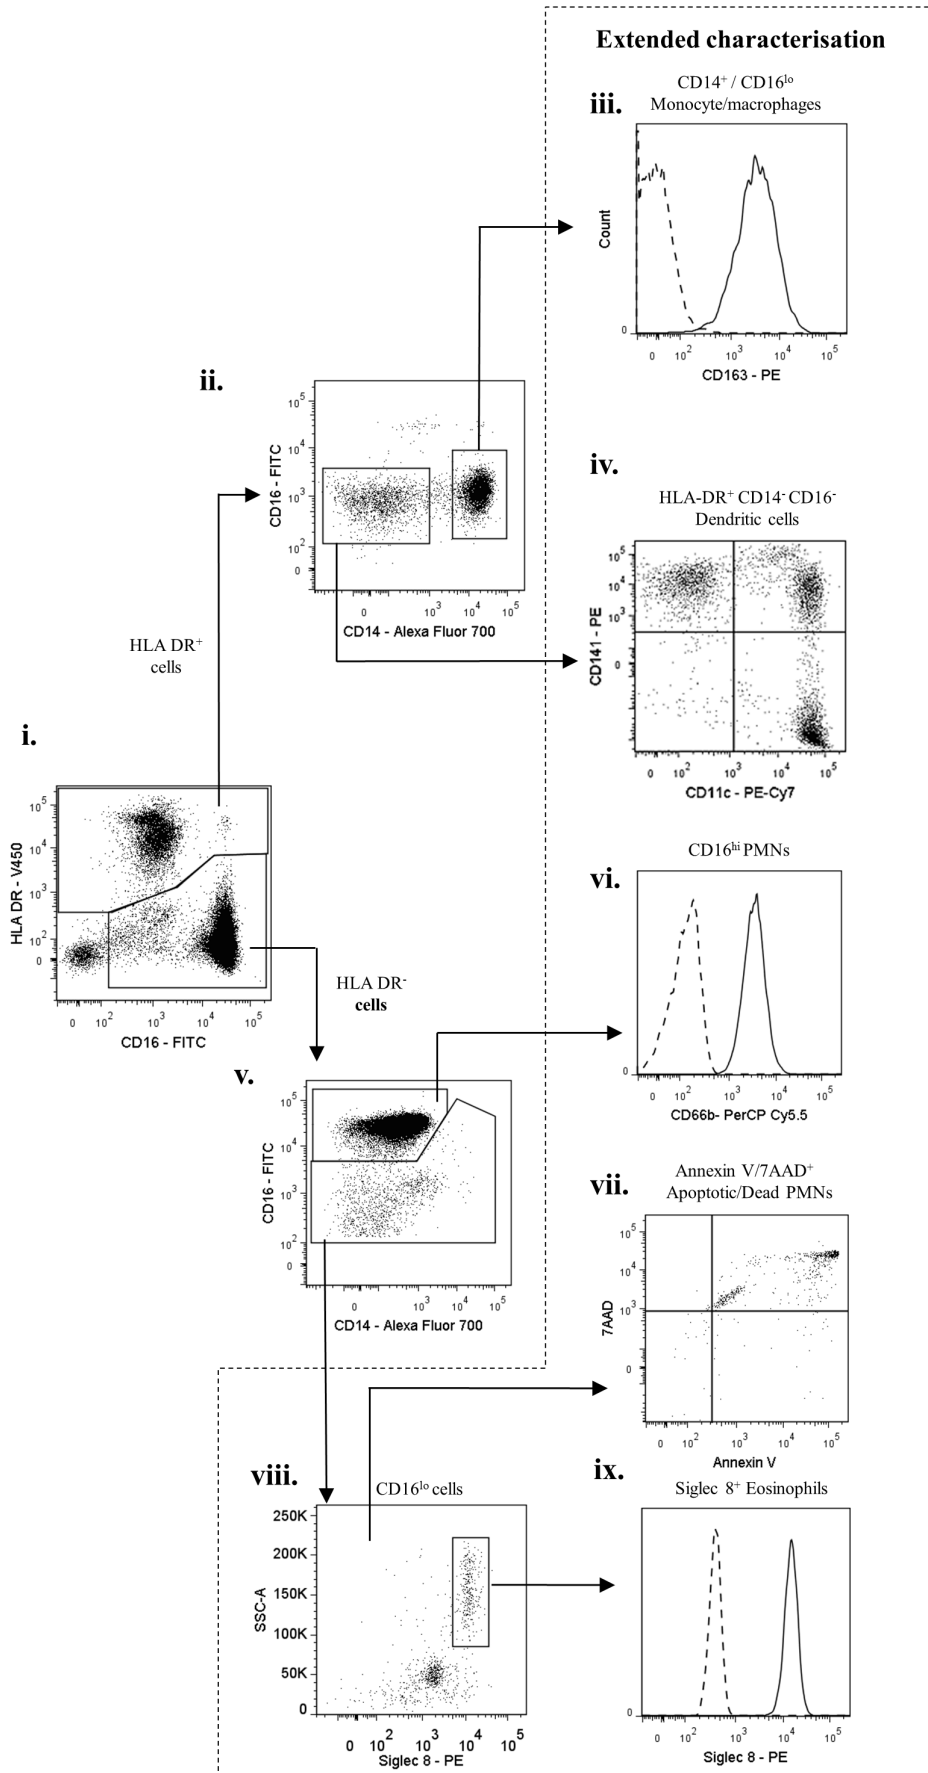 Extended characterisation
iii.
CD14⁺ / CD16ˡᵒ
Monocyte/macrophages
Count
0
0 10² 10³ 10⁴ 10⁵
CD163 - PE
ii.
10⁵
10⁴
10³
10²
0
CD16 - FITC
0 10³ 10⁴ 10⁵
CD14 - Alexa Fluor 700
iv.
HLA-DR⁺ CD14⁻ CD16⁻
Dendritic cells
10⁵
10⁴
10³
0
CD141 - PE
0 10² 10³ 10⁴ 10⁵
CD11c - PE-Cy7
HLA DR⁺
cells
i.
10⁵
10⁴
10³
10²
0
HLA DR - V450
0 10² 10³ 10⁴ 10⁵
CD16 - FITC
HLA DR⁻
cells
vi.
CD16ʰⁱ PMNs
0
0 10² 10³ 10⁴ 10⁵
CD66b- PerCP Cy5.5
v.
10⁵
10⁴
10³
10²
0
CD16 - FITC
0 10³ 10⁴ 10⁵
CD14 - Alexa Fluor 700
vii.
Annexin V/7AAD⁺
Apoptotic/Dead PMNs
10⁵
10⁴
10³
0
7AAD
0 10² 10³ 10⁴ 10⁵
Annexin V
viii.
CD16ˡᵒ cells
250K
200K
150K
100K
50K
0
SSC-A
0 10² 10³ 10⁴ 10⁵
Siglec 8 - PE
ix.
Siglec 8⁺ Eosinophils
0
0 10² 10³ 10⁴ 10⁵
Siglec 8 - PE